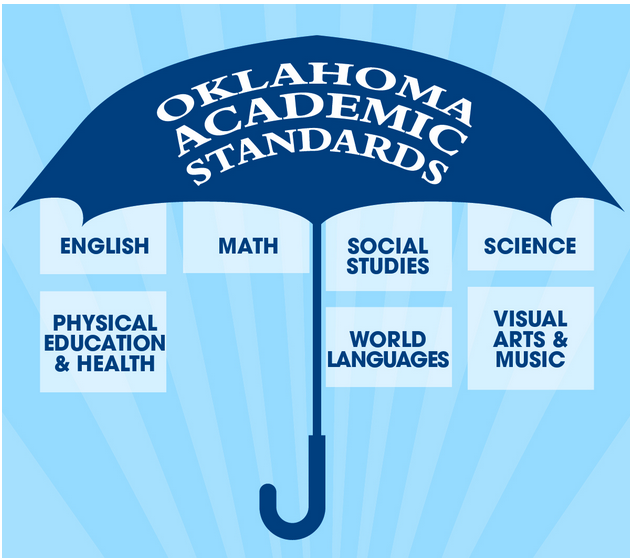 OKLAHOMA
ACADEMIC
STANDARDS
ENGLISH
MATH
SOCIAL
STUDIES
SCIENCE
PHYSICAL
EDUCATION
& HEALTH
WORLD
LANGUAGES
VISUAL
ARTS &
MUSIC